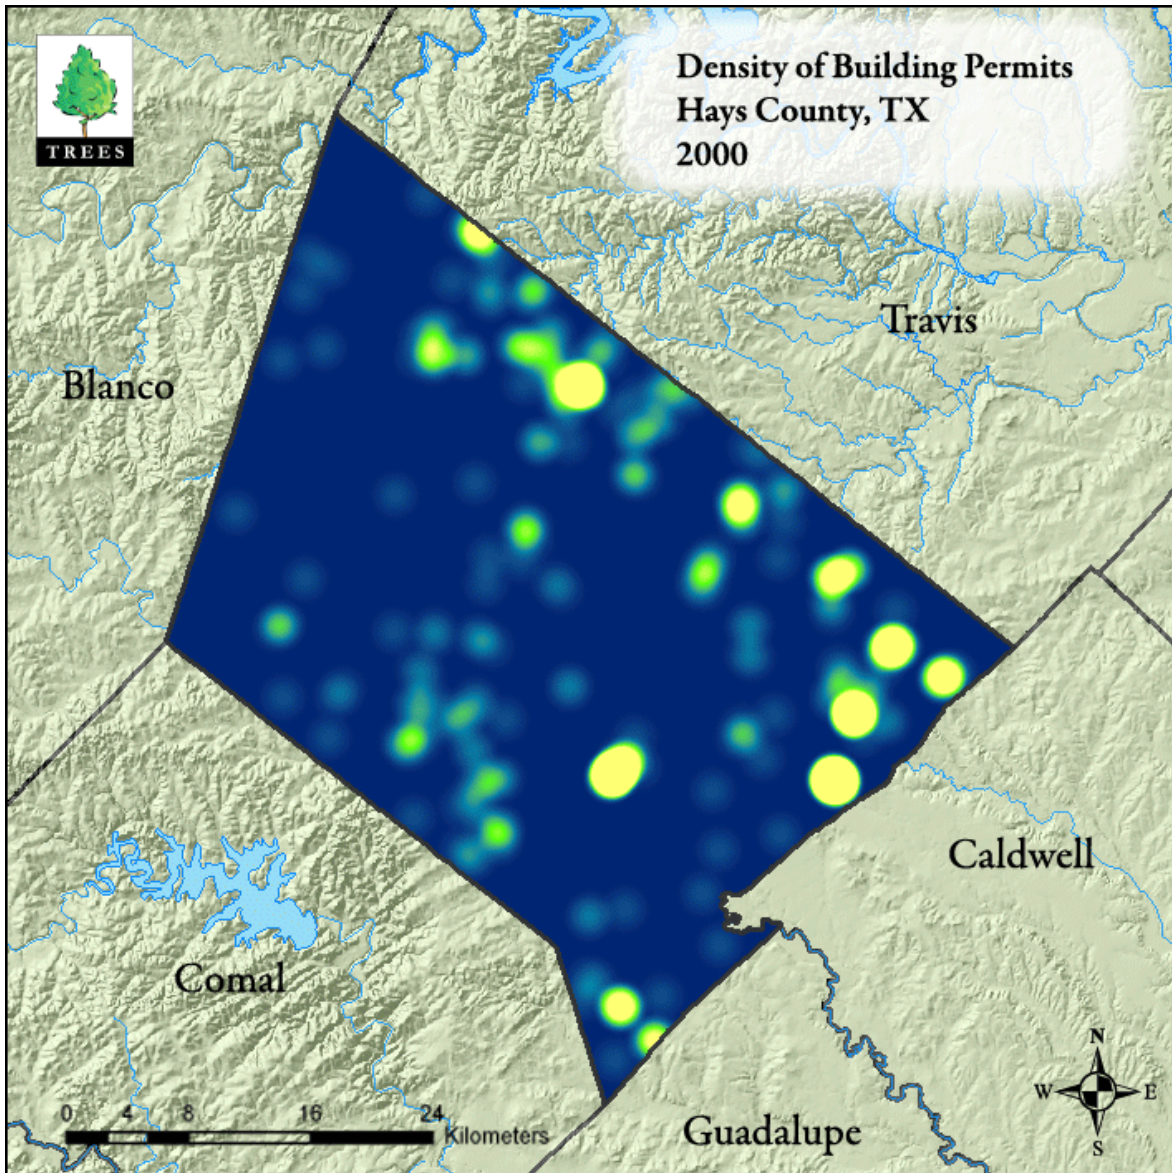 TREES
Density of Building Permits
Hays County, TX
2000
Travis
Blanco
Caldwell
Comal
Guadalupe
0 4 8 16 24
Kilometers
N
W E
S